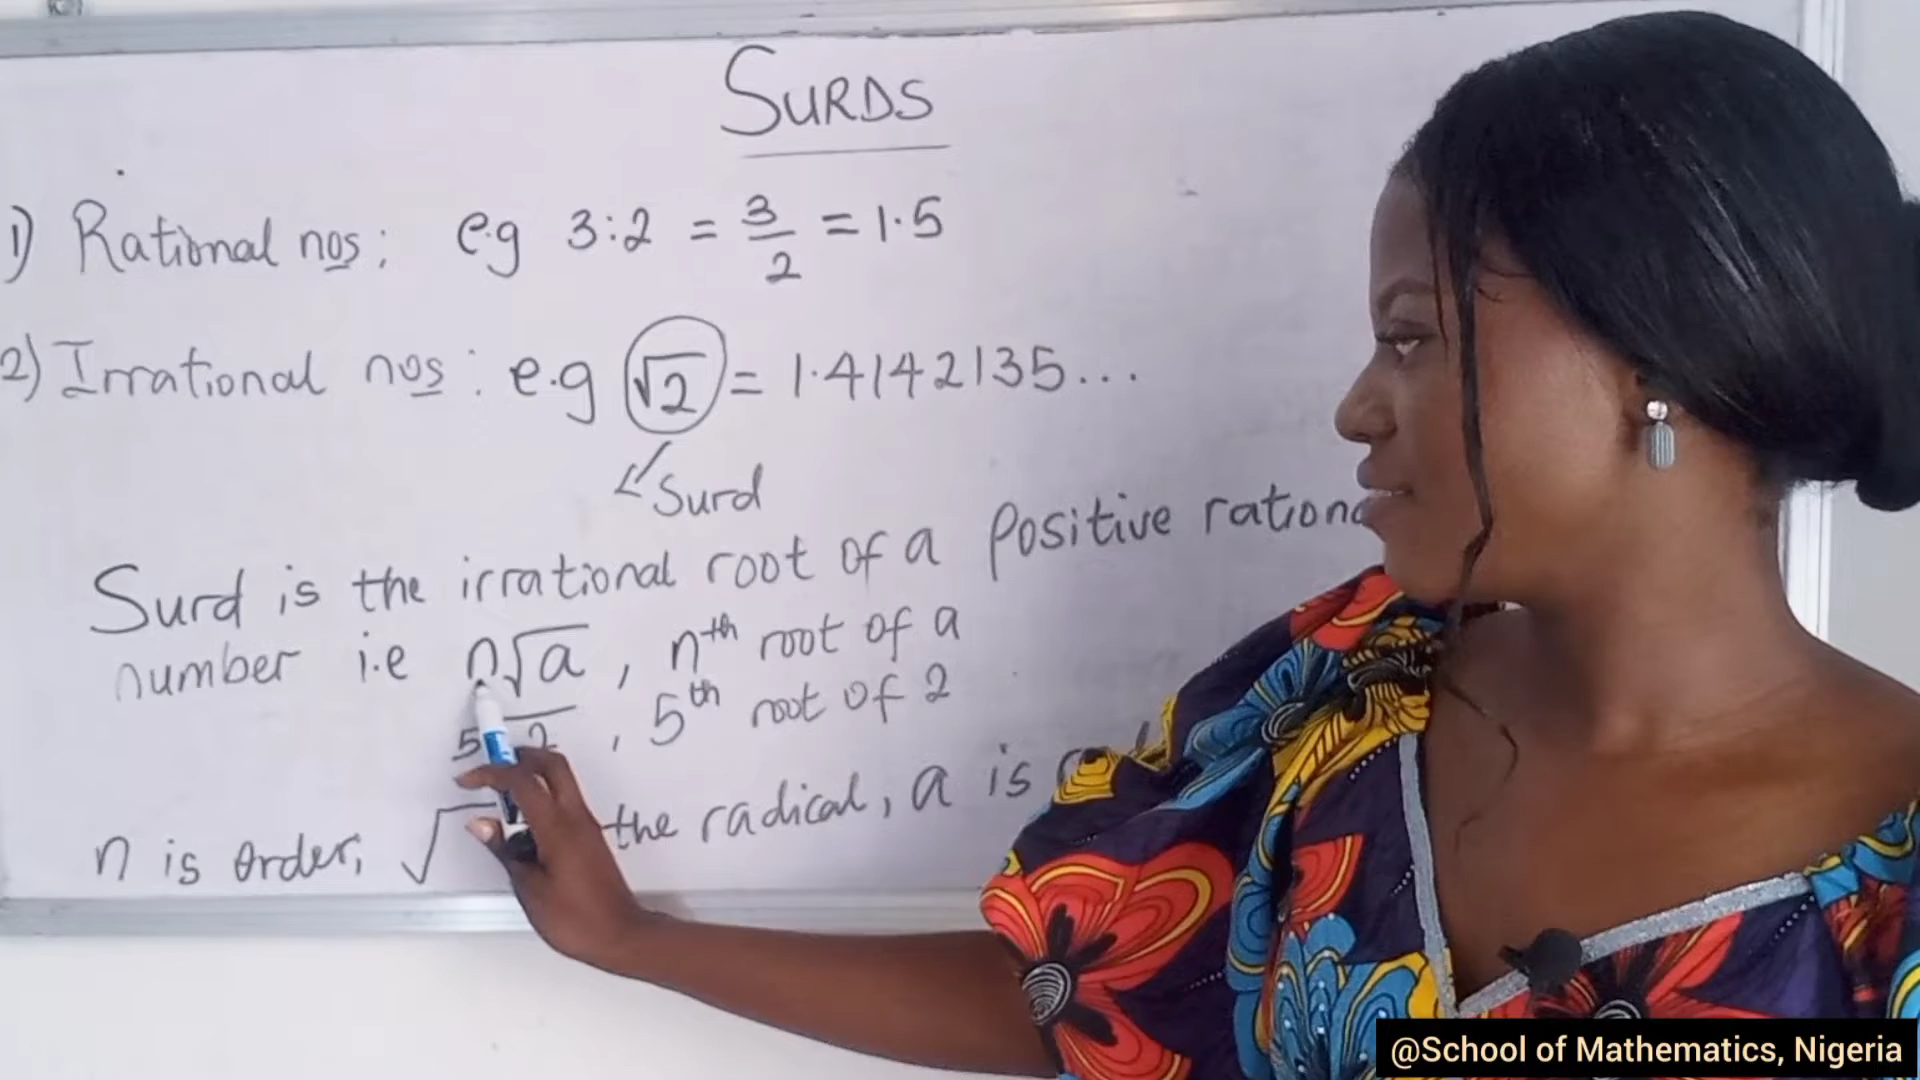 SURDS
1) Rational nos: e.g 3:2 = 3/2 = 1.5
2) Irrational nos: e.g √2 = 1.4142135...
Surd
Surd is the irrational root of a positive
number i.e n√a, nth root of a
5 2, 5th root of 2
n is order, √ the radical, a is
@School of Mathematics, Nigeria